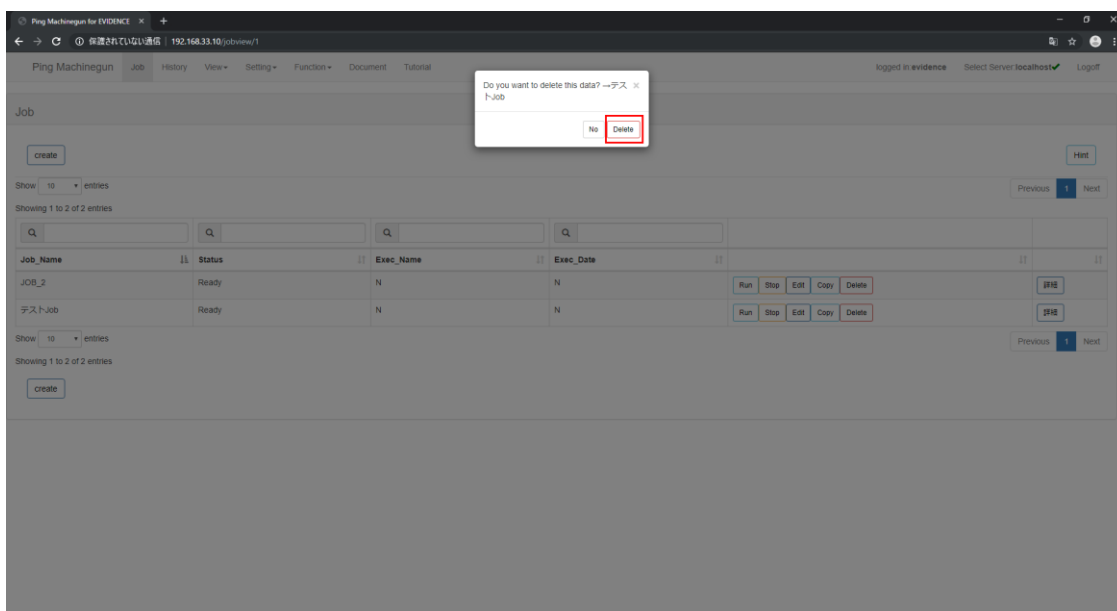 Ping Machinegun for EVIDENCE × +
保護されていない通信 | 192.168.33.10/jobview/1
Ping Machinegun Job History View Setting Function Document Tutorial logged in:evidence Select Server:localhost✔ Logoff
Do you want to delete this data? →テス ×
トJob
No Delete
Job
create Hint
Show 10 entries Previous 1 Next
Showing 1 to 2 of 2 entries
Job_Name Status Exec_Name Exec_Date
JOB_2 Ready N N Run Stop Edit Copy Delete 詳細
テストJob Ready N N Run Stop Edit Copy Delete 詳細
Show 10 entries Previous 1 Next
Showing 1 to 2 of 2 entries
create